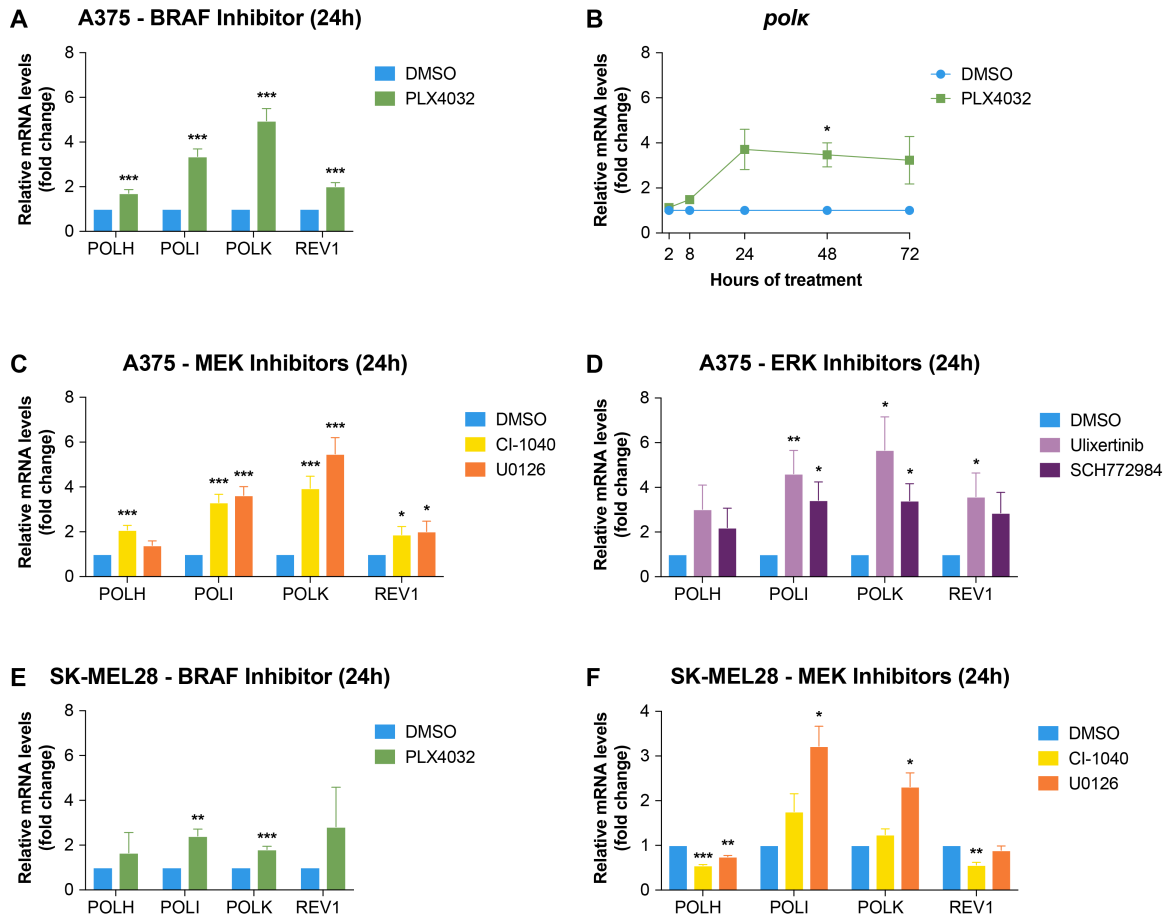 A
A375 - BRAF Inhibitor (24h)
Relative mRNA levels
(fold change)
8
6
4
2
0
***
***
***
***
POLH
POLI
POLK
REV1
DMSO
PLX4032
B
polκ
Relative mRNA levels
(fold change)
8
6
4
2
0
*
2
8
24
48
72
Hours of treatment
DMSO
PLX4032
C
A375 - MEK Inhibitors (24h)
Relative mRNA levels
(fold change)
8
6
4
2
0
***
***
***
***
***
*
*
POLH
POLI
POLK
REV1
DMSO
CI-1040
U0126
D
A375 - ERK Inhibitors (24h)
Relative mRNA levels
(fold change)
8
6
4
2
0
**
*
*
*
*
POLH
POLI
POLK
REV1
DMSO
Ulixertinib
SCH772984
E
SK-MEL28 - BRAF Inhibitor (24h)
Relative mRNA levels
(fold change)
8
6
4
2
0
**
***
POLH
POLI
POLK
REV1
DMSO
PLX4032
F
SK-MEL28 - MEK Inhibitors (24h)
Relative mRNA levels
(fold change)
4
3
2
1
0
***
**
*
*
**
POLH
POLI
POLK
REV1
DMSO
CI-1040
U0126